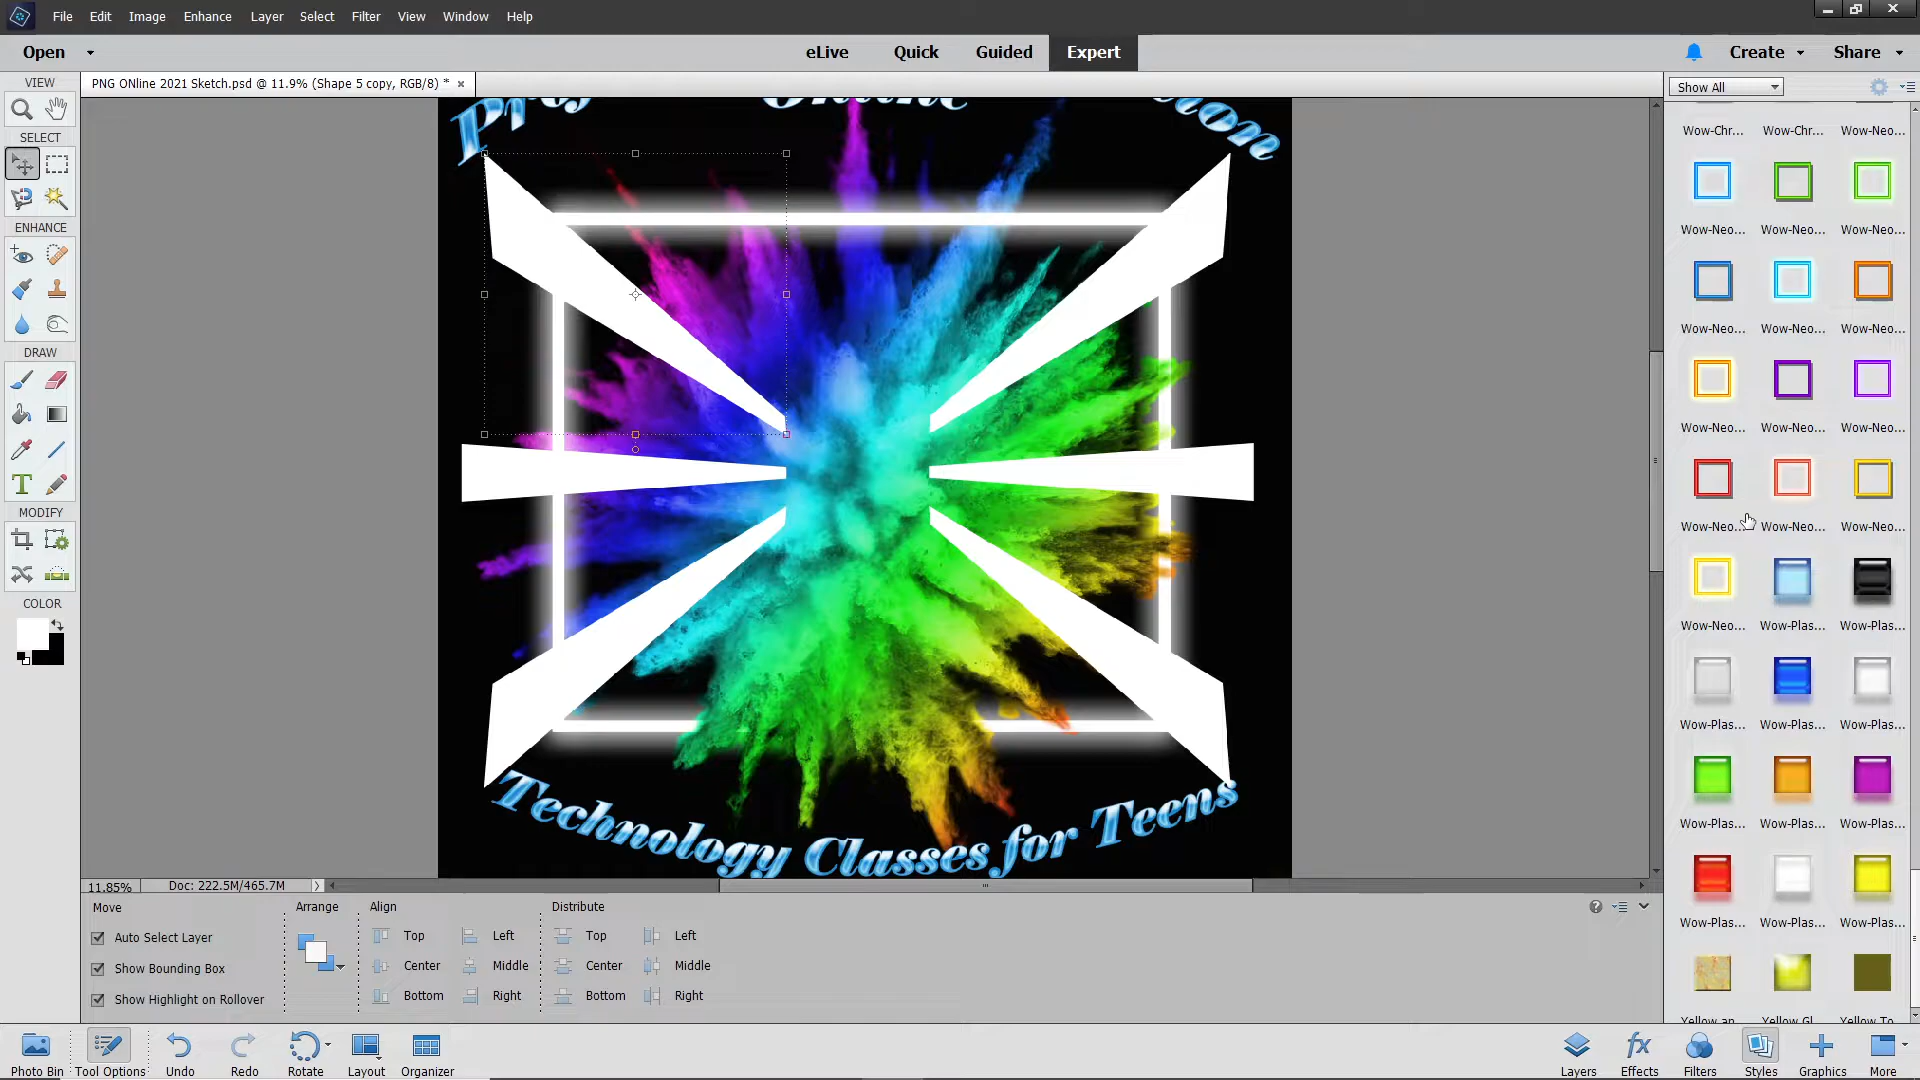 File Edit Image Enhance Layer Select Filter View Window Help
Open eLive Quick Guided Expert Create Share
VIEW
PNG ONline 2021 Sketch.psd @ 11.9% (Shape 5 copy, RGB/8) *
Show All
SELECT
ENHANCE
DRAW
MODIFY
COLOR
Wow-Chr... Wow-Chr... Wow-Neo...
Wow-Neo... Wow-Neo... Wow-Neo...
Wow-Neo... Wow-Neo... Wow-Neo...
Wow-Neo... Wow-Neo... Wow-Neo...
Wow-Neo... Wow-Neo... Wow-Neo...
Wow-Neo... Wow-Plas... Wow-Plas...
Wow-Plas... Wow-Plas... Wow-Plas...
Wow-Plas... Wow-Plas... Wow-Plas...
Wow-Plas... Wow-Plas... Wow-Plas...
Yellow an... Yellow Gl... Yellow To...
Online
Technology Classes for Teens
11.85% Doc: 222.5M/465.7M
Move Arrange Align Distribute
Auto Select Layer Top Left Top Left
Show Bounding Box Center Middle Center Middle
Show Highlight on Rollover Bottom Right Bottom Right
Photo Bin Tool Options Undo Redo Rotate Layout Organizer Layers Effects Filters Styles Graphics More